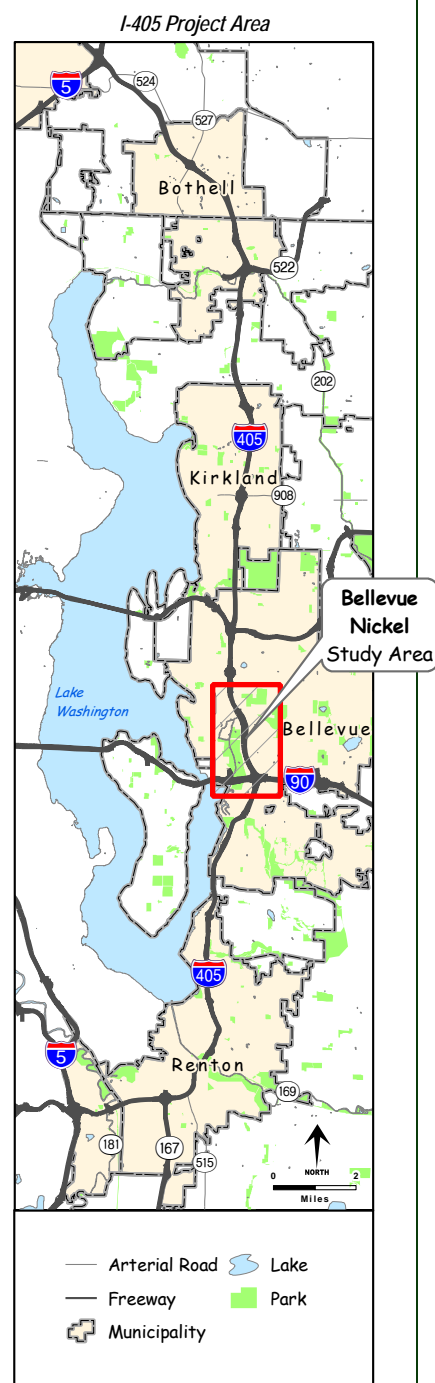 I-405 Project Area
5
524
527
Bothell
522
202
405
Kirkland
908
Bellevue
Nickel
Study Area
Lake
Washington
Bellevue
90
405
5
Renton
169
181
167
515
NORTH
0 2
Miles
Arterial Road Lake
Freeway Park
Municipality